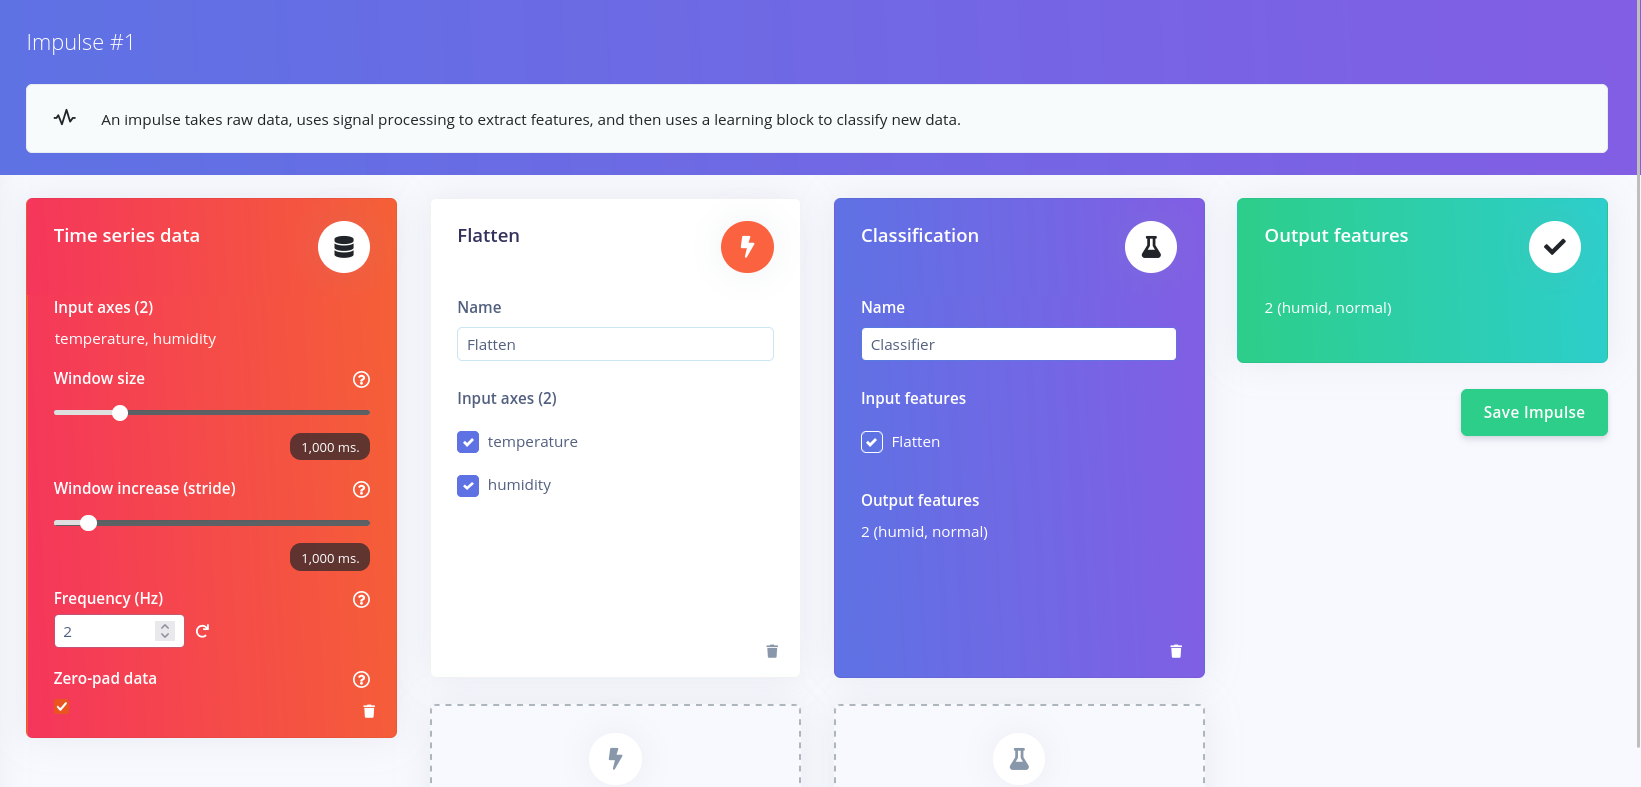 Impulse #1
An impulse takes raw data, uses signal processing to extract features, and then uses a learning block to classify new data.
Time series data
Input axes (2)
temperature, humidity
Window size
1,000 ms.
Window increase (stride)
1,000 ms.
Frequency (Hz)
2
Zero-pad data
Flatten
Name
Flatten
Input axes (2)
temperature
humidity
Classification
Name
Classifier
Input features
Flatten
Output features
2 (humid, normal)
Output features
2 (humid, normal)
Save Impulse